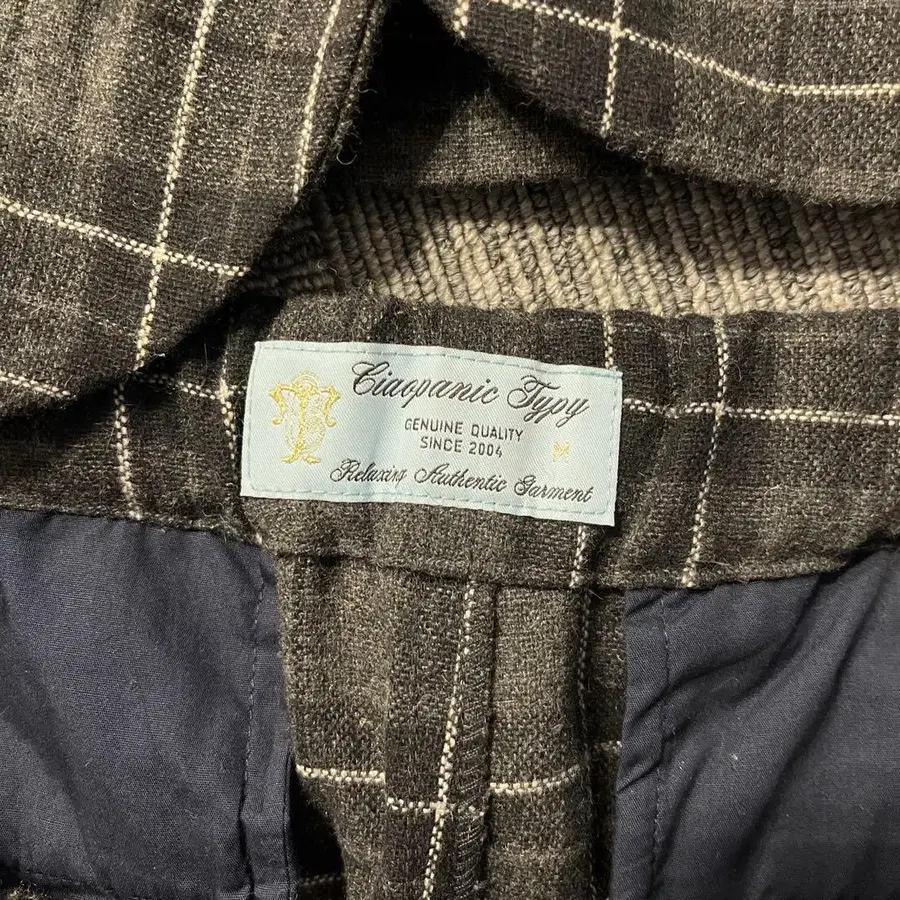 Ciaopanic Typy
GENUINE QUALITY
SINCE 2004
M
Relaxing Authentic Garment